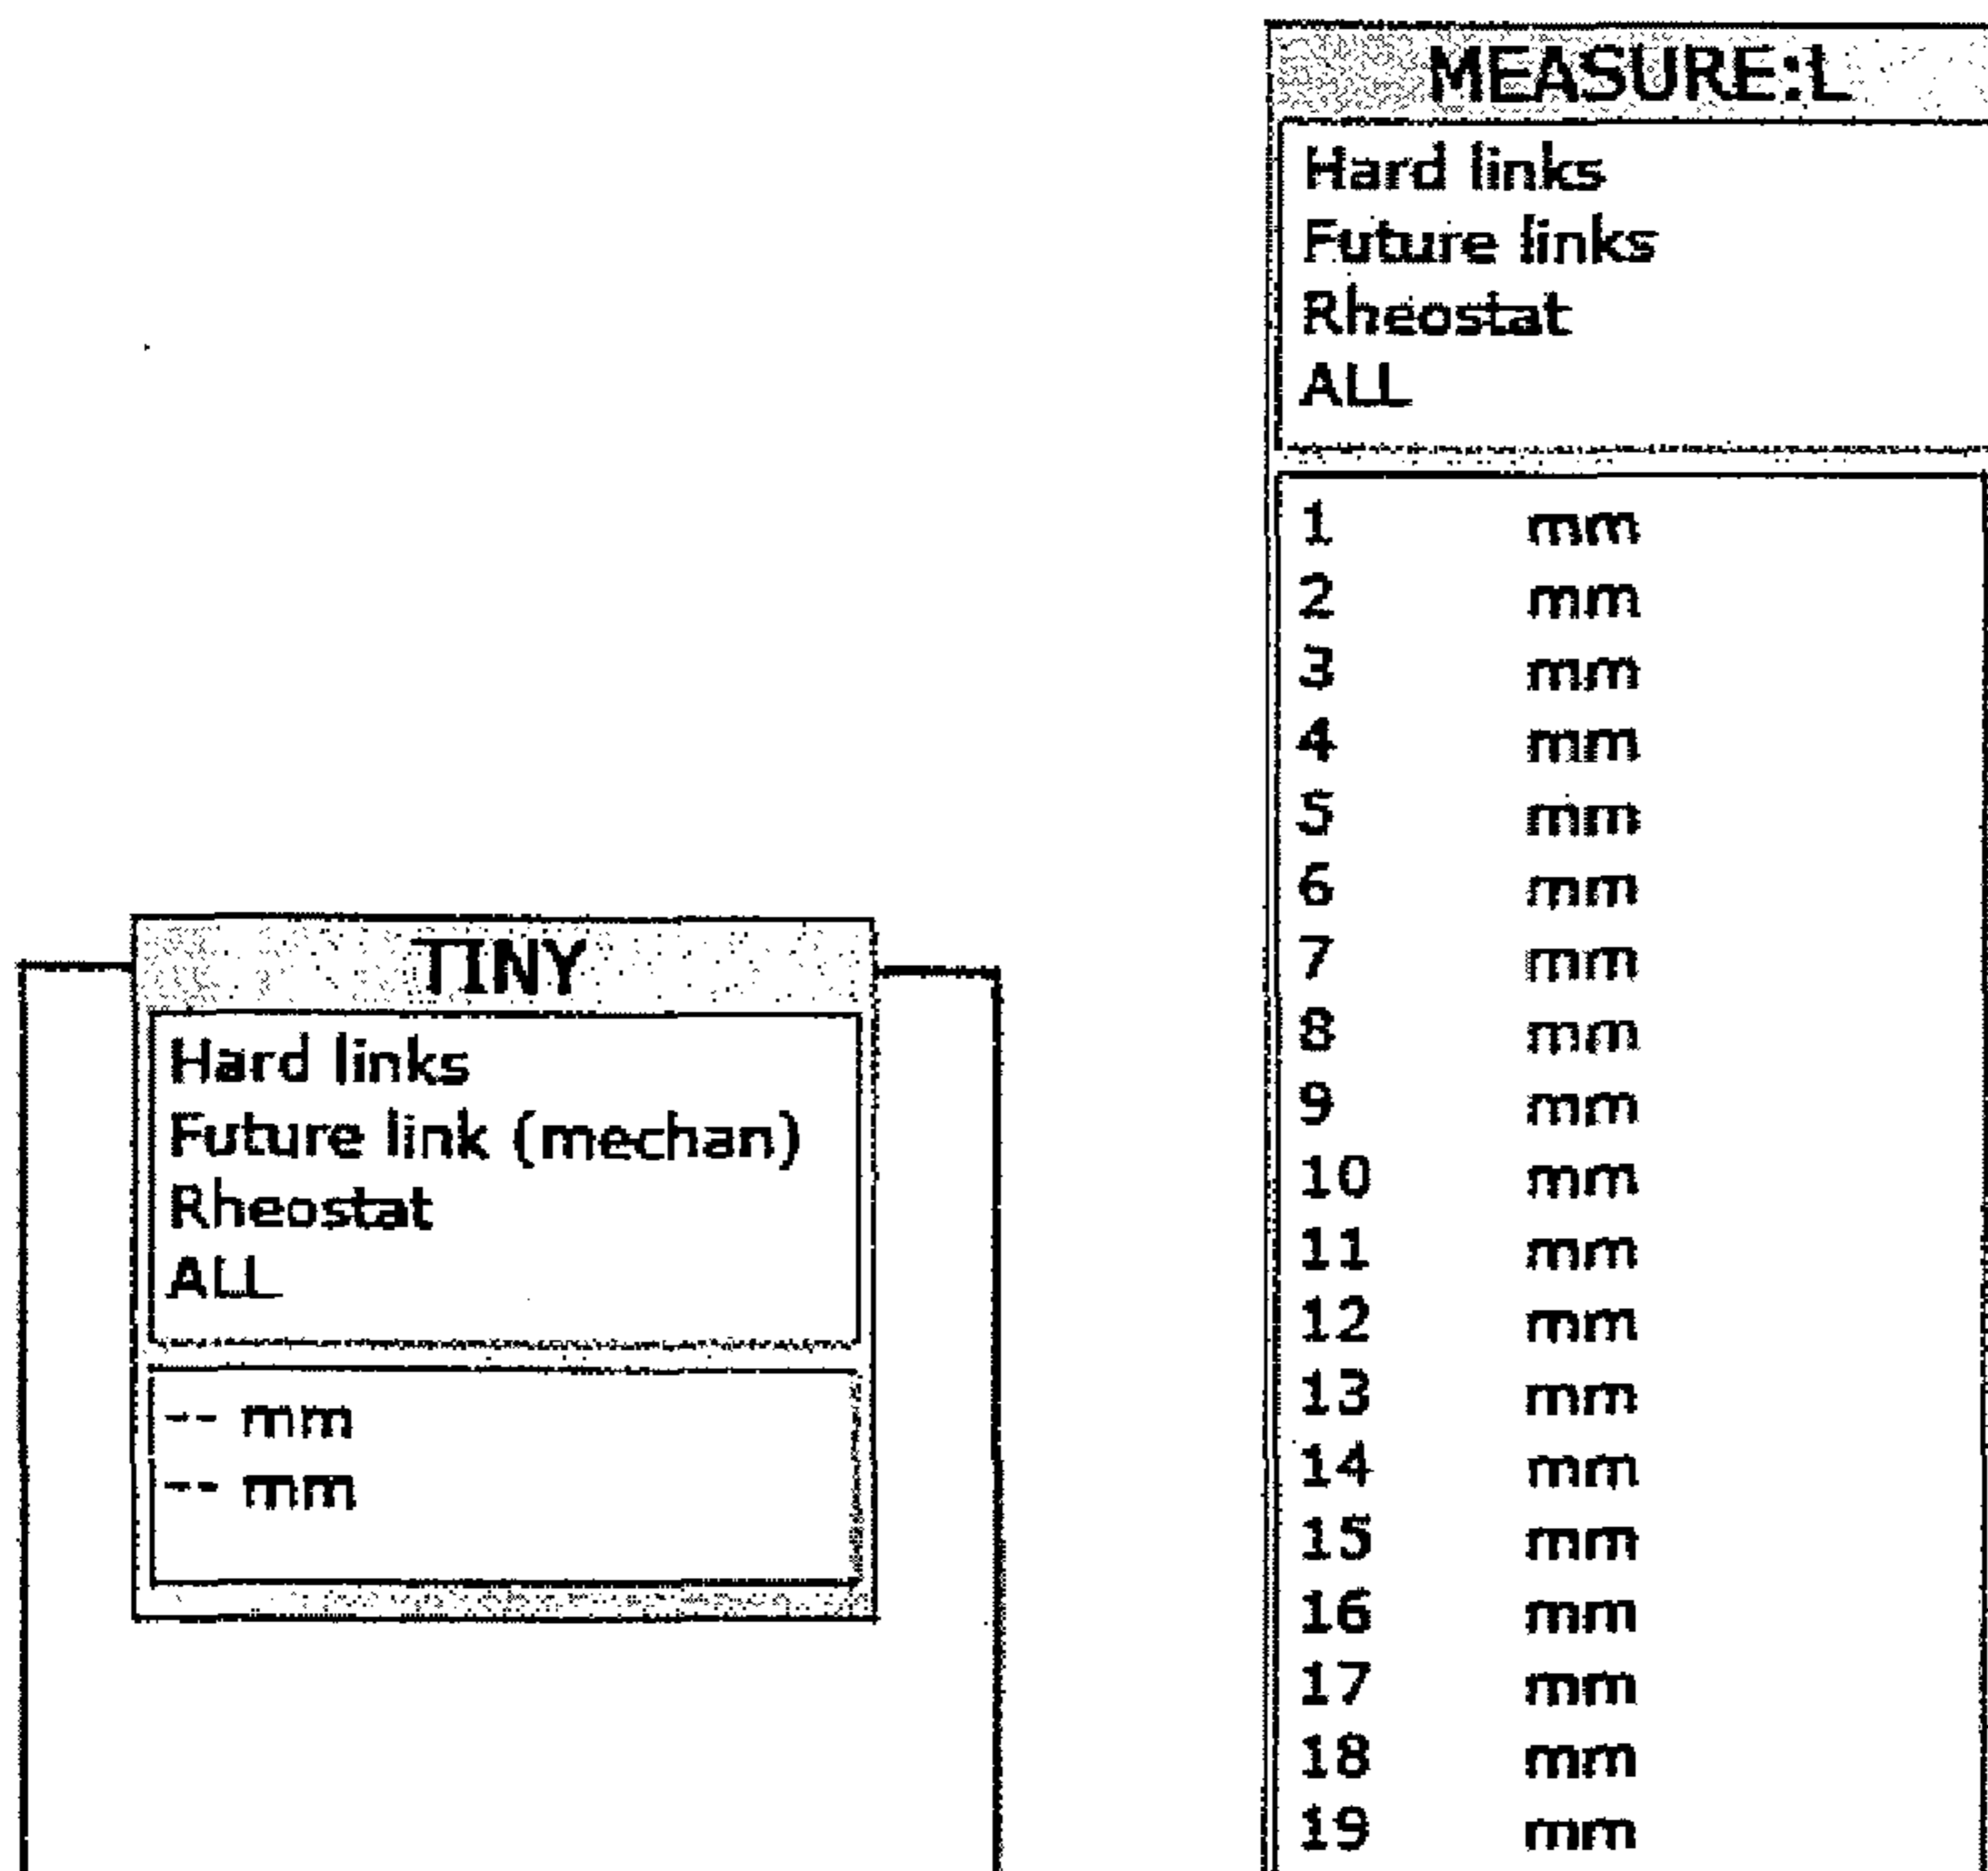 MEASURE:L
Hard links
Future links
Rheostat
ALL
1 mm
2 mm
3 mm
4 mm
5 mm
6 mm
7 mm
8 mm
9 mm
10 mm
11 mm
12 mm
13 mm
14 mm
15 mm
16 mm
17 mm
18 mm
19 mm
TINY
Hard links
Future link (mechan)
Rheostat
ALL
-- mm
-- mm